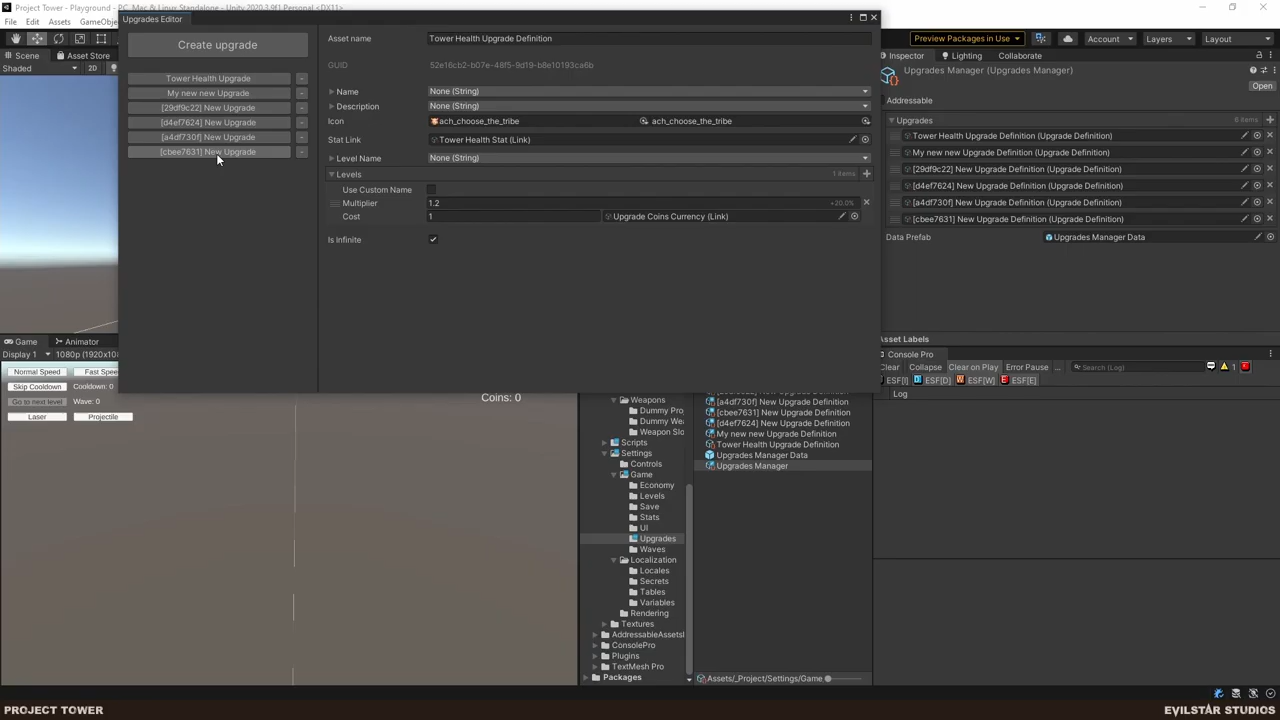 Project Tower - Playground - PC, Mac & Linux Standalone - Unity 2020.3.9f1 Personal <DX11>
File
Edit
Assets
GameObj
Scene
Asset Store
Shaded
2D
Upgrades Editor
Create upgrade
Tower Health Upgrade
-
My new new Upgrade
-
[29df9c22] New Upgrade
-
[d4ef7624] New Upgrade
-
[a4df730f] New Upgrade
-
[cbee7631] New Upgrade
-
Asset name
Tower Health Upgrade Definition
GUID
52e16cb2-b07e-48f5-9d19-b8e10193ca6b
Name
None (String)
Description
None (String)
Icon
ach_choose_the_tribe
ach_choose_the_tribe
Stat Link
Tower Health Stat (Link)
Level Name
None (String)
Levels
1 items
Use Custom Name
Multiplier
1.2
+20.0%
Cost
1
Upgrade Coins Currency (Link)
Is Infinite
Preview Packages in Use
Account
Layers
Layout
Inspector
Lighting
Collaborate
Upgrades Manager (Upgrades Manager)
Open
Addressable
Upgrades
6 items
Tower Health Upgrade Definition (Definition)
My new new Upgrade Definition (Definition)
[29df9c22] New Upgrade Definition (Definition)
[d4ef7624] New Upgrade Definition (Definition)
[a4df730f] New Upgrade Definition (Definition)
[cbee7631] New Upgrade Definition (Definition)
Data Prefab
Upgrades Manager Data
Asset Labels
Console Pro
Clear
Collapse
Clear on Play
Error Pause
...
Search (Log)
1
ESF[I]
ESF[D]
ESF[W]
ESF[E]
Log
Game
Animator
Display 1
1080p (1920x10
Normal Speed
Fast Speed
Skip Cooldown
Cooldown: 0
Go to next level
Wave: 0
Laser
Projectile
Coins: 0
Weapons
Dummy Pro
Dummy Wea
Weapon Slo
Scripts
Settings
Controls
Game
Economy
Levels
Save
Stats
UI
Upgrades
Waves
Localization
Locales
Secrets
Tables
Variables
Rendering
Textures
AddressableAssetsI
ConsolePro
Plugins
TextMesh Pro
Packages
[a4df730f] New Upgrade Definition
[cbee7631] New Upgrade Definition
[d4ef7624] New Upgrade Definition
My new new Upgrade Definition
Tower Health Upgrade Definition
Upgrades Manager Data
Upgrades Manager
Assets/_Project/Settings/Game
PROJECT TOWER
EVILSTAR STUDIOS